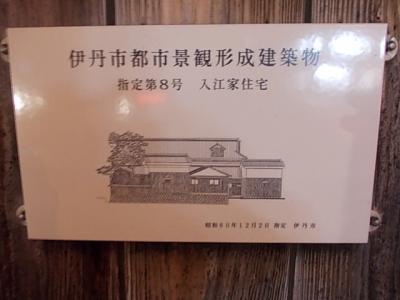 伊丹市都市景観形成建築物
指定第8号 入江家住宅
昭和60年12月2日 指定 伊丹市